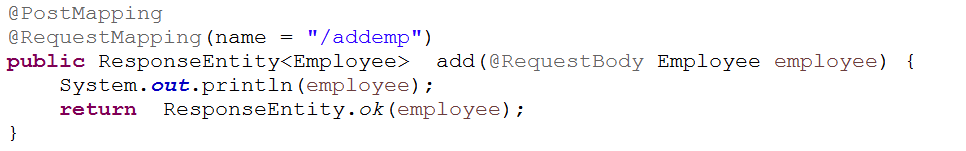 @PostMapping
@RequestMapping(name = "/addemp")
public ResponseEntity<Employee>  add(@RequestBody Employee employee) {
    System.out.println(employee);
    return  ResponseEntity.ok(employee);
}